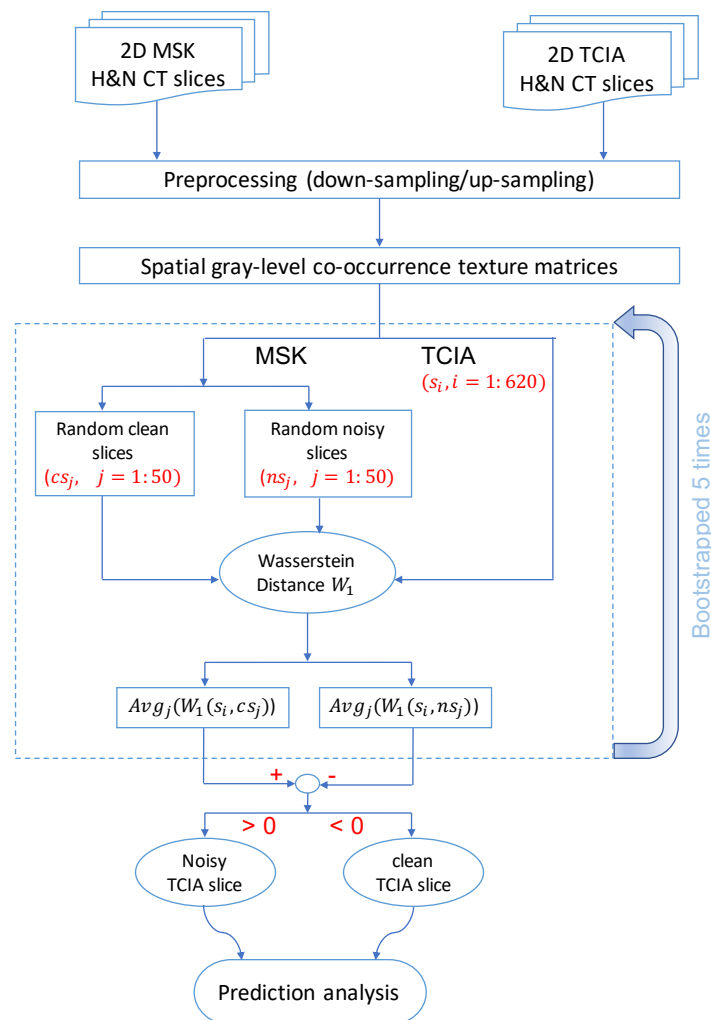 2D MSK
H&N CT slices
2D TCIA
H&N CT slices
Preprocessing (down-sampling/up-sampling)
Spatial gray-level co-occurrence texture matrices
MSK
TCIA
(s_i, i = 1: 620)
Random clean
slices
(cs_j, j = 1: 50)
Random noisy
slices
(ns_j, j = 1: 50)
Bootstrapped 5 times
Wasserstein
Distance W_1
Avg_j(W_1(s_i, cs_j))
Avg_j(W_1(s_i, ns_j))
+
-
> 0
< 0
Noisy
TCIA slice
clean
TCIA slice
Prediction analysis